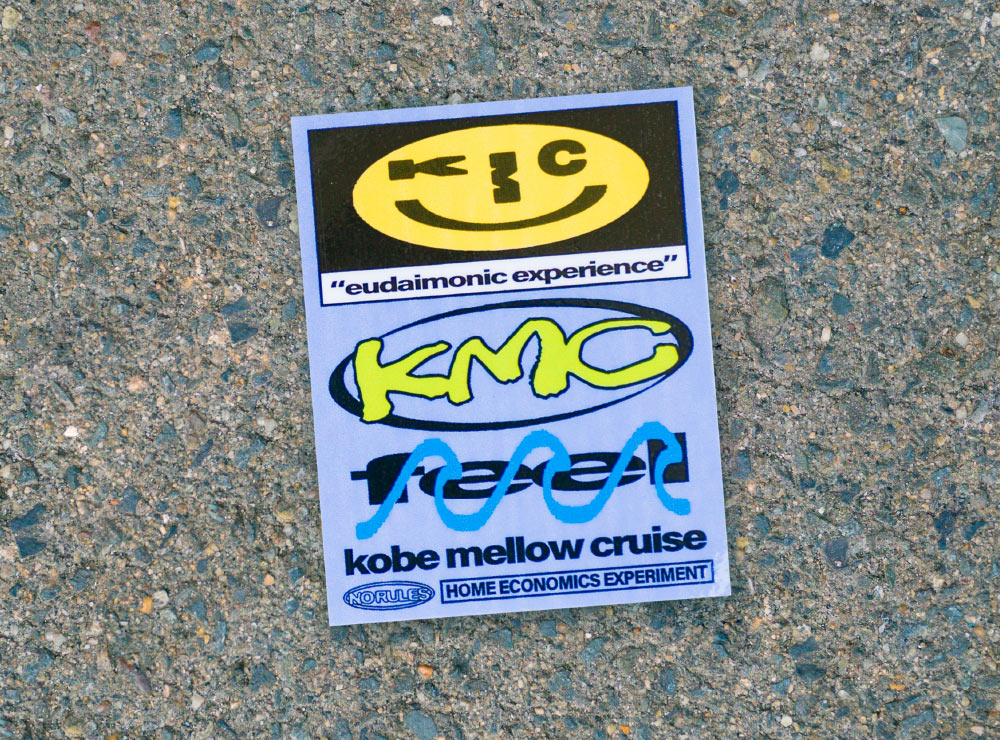 KMC
“eudaimonic experience”
KMC
feel
kobe mellow cruise
NO RULES
HOME ECONOMICS EXPERIMENT